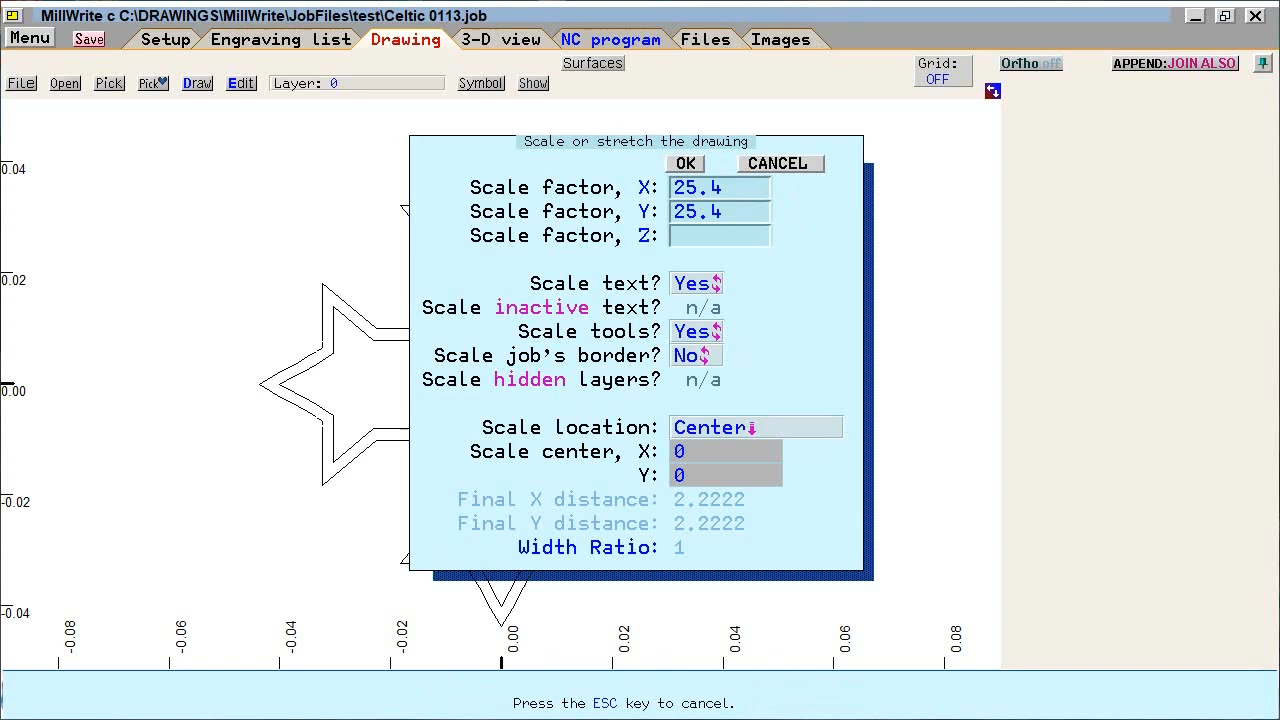 MillWrite c C:\DRAWINGS\MillWrite\JobFiles\test\Celtic 0113.job
Menu Save Setup Engraving list Drawing 3-D view NC program Files Images
Surfaces
Grid: OFF
Ortho off
APPEND:JOIN ALSO
File Open Pick Pick Draw Edit Layer: 0 Symbol Show
Scale or stretch the drawing
OK CANCEL
Scale factor, X: 25.4
Scale factor, Y: 25.4
Scale factor, Z:
Scale text? Yes
Scale inactive text? n/a
Scale tools? Yes
Scale job's border? No
Scale hidden layers? n/a
Scale location: Center
Scale center, X: 0
Y: 0
Final X distance: 2.2222
Final Y distance: 2.2222
Width Ratio: 1
0.04
0.02
0.00
-0.02
-0.04
-0.08 -0.06 -0.04 -0.02 0.00 0.02 0.04 0.06 0.08
Press the ESC key to cancel.